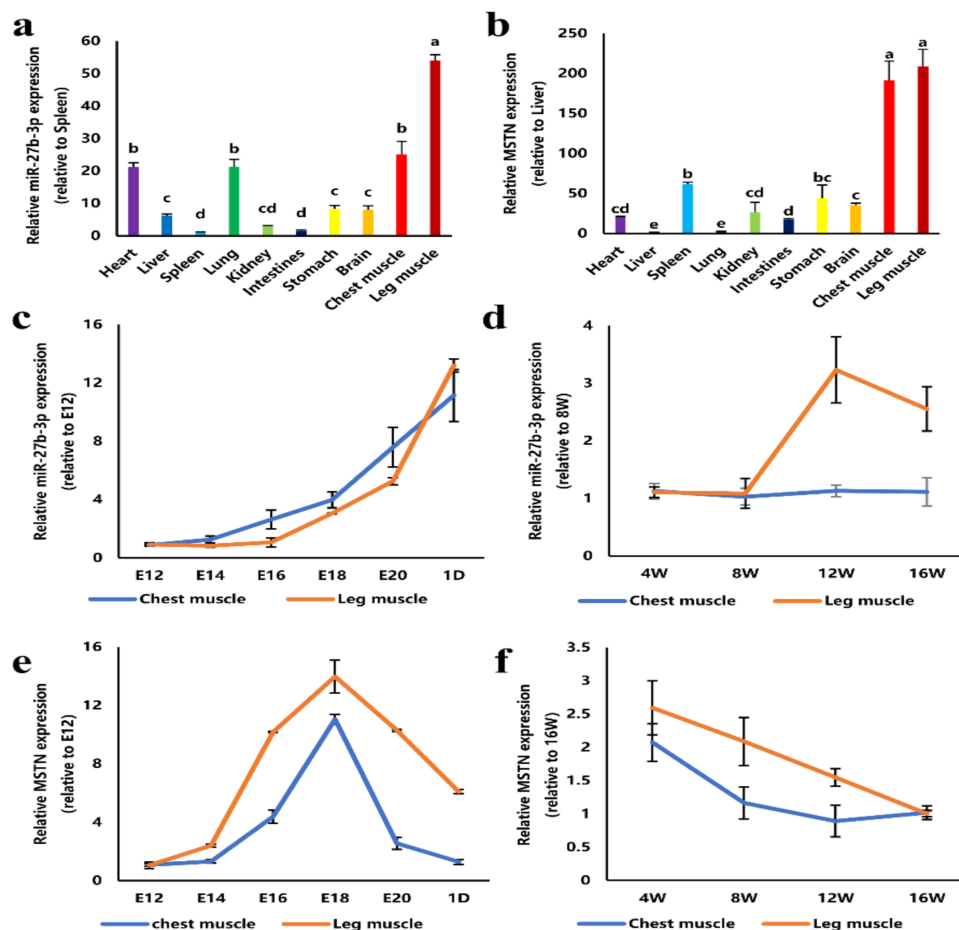 a
Relative miR-27b-3p expression
(relative to Spleen)
60
50
40
30
20
10
0
b
c
d
b
cd
d
c
c
b
a
Heart
Liver
Spleen
Lung
Kidney
Intestines
Stomach
Brain
Chest muscle
Leg muscle
b
Relative MSTN expression
(relative to Liver)
250
200
150
100
50
0
cd
e
b
e
cd
d
bc
c
a
a
Heart
Liver
Spleen
Lung
Kidney
Intestines
Stomach
Brain
Chest muscle
Leg muscle
c
Relative miR-27b-3p expression
(relative to E12)
16
12
8
4
0
E12 E14 E16 E18 E20 1D
Chest muscle Leg muscle
d
Relative miR-27b-3p expression
(relative to 8W)
4
3
2
1
0
4W 8W 12W 16W
Chest muscle Leg muscle
e
Relative MSTN expression
(relative to E12)
16
12
8
4
0
E12 E14 E16 E18 E20 1D
chest muscle Leg muscle
f
Relative MSTN expression
(relative to 16W)
3.5
3
2.5
2
1.5
1
0.5
0
4W 8W 12W 16W
Chest muscle Leg muscle